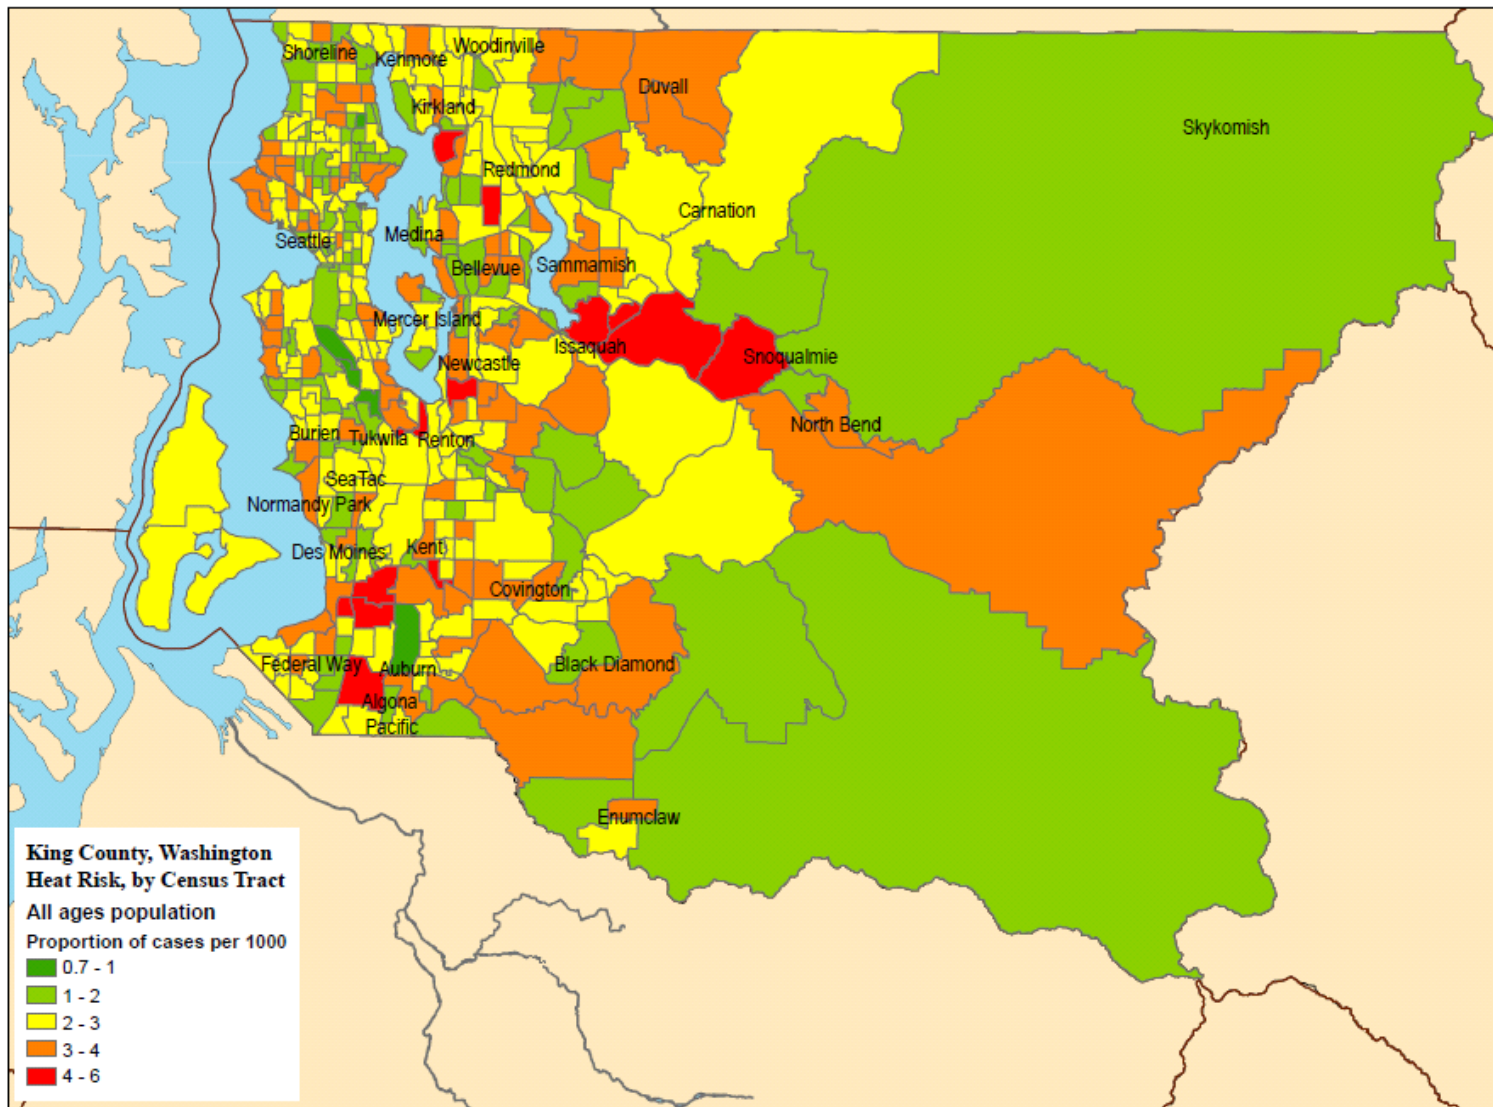 Shoreline
Kenmore
Woodinville
Duvall
Kirkland
Skykomish
Redmond
Carnation
Seattle
Medina
Bellevue
Sammamish
Mercer Island
Issaquah
Snoqualmie
Newcastle
North Bend
Burien
Tukwila
Renton
SeaTac
Normandy Park
Des Moines
Kent
Covington
Federal Way
Auburn
Black Diamond
Algona
Pacific
Enumclaw
King County, Washington
Heat Risk, by Census Tract
All ages population
Proportion of cases per 1000
0.7 - 1
1 - 2
2 - 3
3 - 4
4 - 6